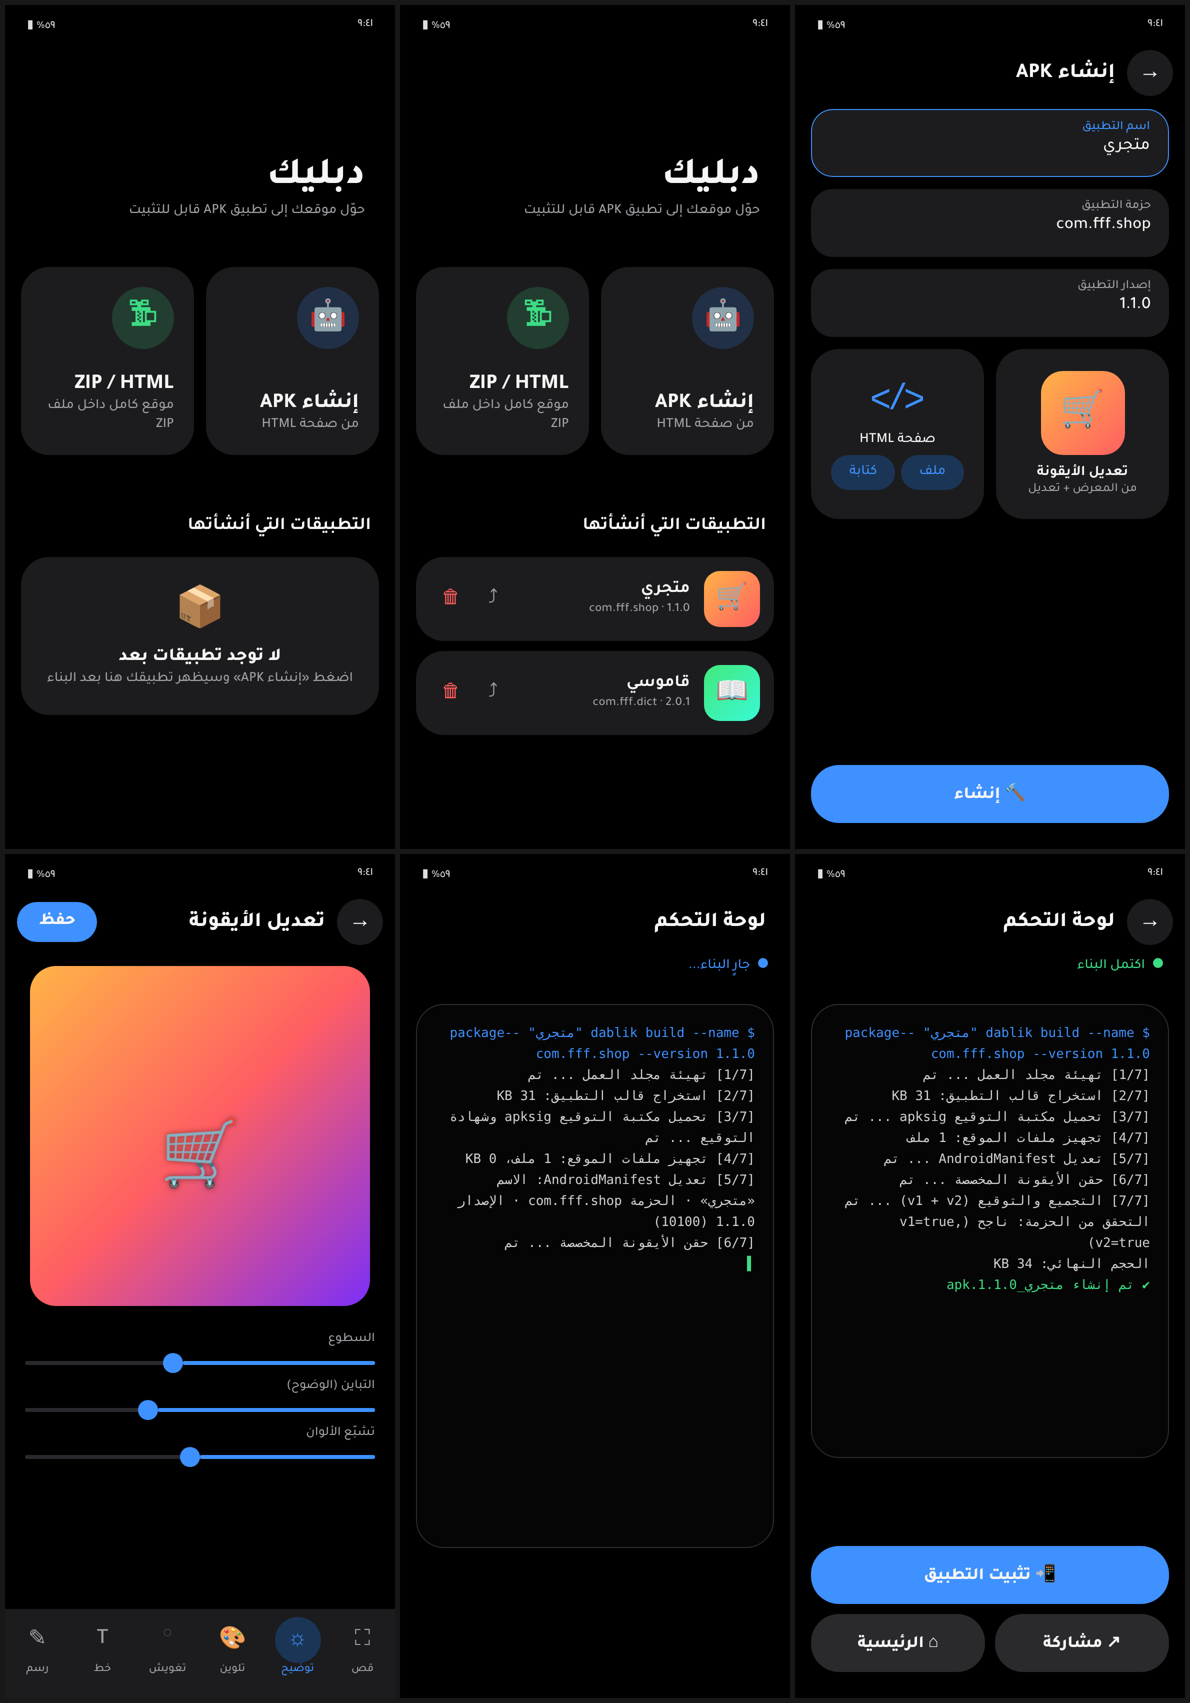 ٩:٤١
٥٩%
دبليك
حوّل موقعك إلى تطبيق APK قابل للتثبيت
إنشاء APK
من صفحة HTML
ZIP / HTML
موقع كامل داخل ملف
ZIP
التطبيقات التي أنشأتها
لا توجد تطبيقات بعد
اضغط «إنشاء APK» وسيظهر تطبيقك هنا بعد البناء
٩:٤١
٥٩%
دبليك
حوّل موقعك إلى تطبيق APK قابل للتثبيت
إنشاء APK
من صفحة HTML
ZIP / HTML
موقع كامل داخل ملف
ZIP
التطبيقات التي أنشأتها
متجري
com.fff.shop · 1.1.0
قاموسي
com.fff.dict · 2.0.1
٩:٤١
٥٩%
→ إنشاء APK
اسم التطبيق
متجري
حزمة التطبيق
com.fff.shop
إصدار التطبيق
1.1.0
تعديل الأيقونة
من المعرض + تعديل
</>
صفحة HTML
ملف
كتابة
🔨 إنشاء
٩:٤١
٥٩%
→ تعديل الأيقونة
حفظ
السطوع
التباين (الوضوح)
تشبّع الألوان
قص
توضيح
تلوين
تغويش
خط
رسم
٩:٤١
٥٩%
لوحة التحكم
جارٍ البناء...
$ dablik build --name "متجري" --package
com.fff.shop --version 1.1.0
[1/7] تهيئة مجلد العمل ... تم
[2/7] استخراج قالب التطبيق: 31 KB
[3/7] تحميل مكتبة التوقيع apksig وشهادة
التوقيع ... تم
[4/7] تجهيز ملفات الموقع: 1 ملف، 0 KB
[5/7] تعديل AndroidManifest: الاسم
«متجري» · الحزمة com.fff.shop · الإصدار
1.1.0 (10100)
[6/7] حقن الأيقونة المخصصة ... تم
٩:٤١
٥٩%
→ لوحة التحكم
اكتمل البناء
$ dablik build --name "متجري" --package
com.fff.shop --version 1.1.0
[1/7] تهيئة مجلد العمل ... تم
[2/7] استخراج قالب التطبيق: 31 KB
[3/7] تحميل مكتبة التوقيع apksig ... تم
[4/7] تجهيز ملفات الموقع: 1 ملف
[5/7] تعديل AndroidManifest ... تم
[6/7] حقن الأيقونة المخصصة ... تم
[7/7] التجميع والتوقيع (v1 + v2) ... تم
التحقق من الحزمة: ناجح (v1=true,
v2=true)
الحجم النهائي: 34 KB
✔ تم إنشاء متجري_1.1.0.apk
📲 تثبيت التطبيق
↗ مشاركة
⌂ الرئيسية